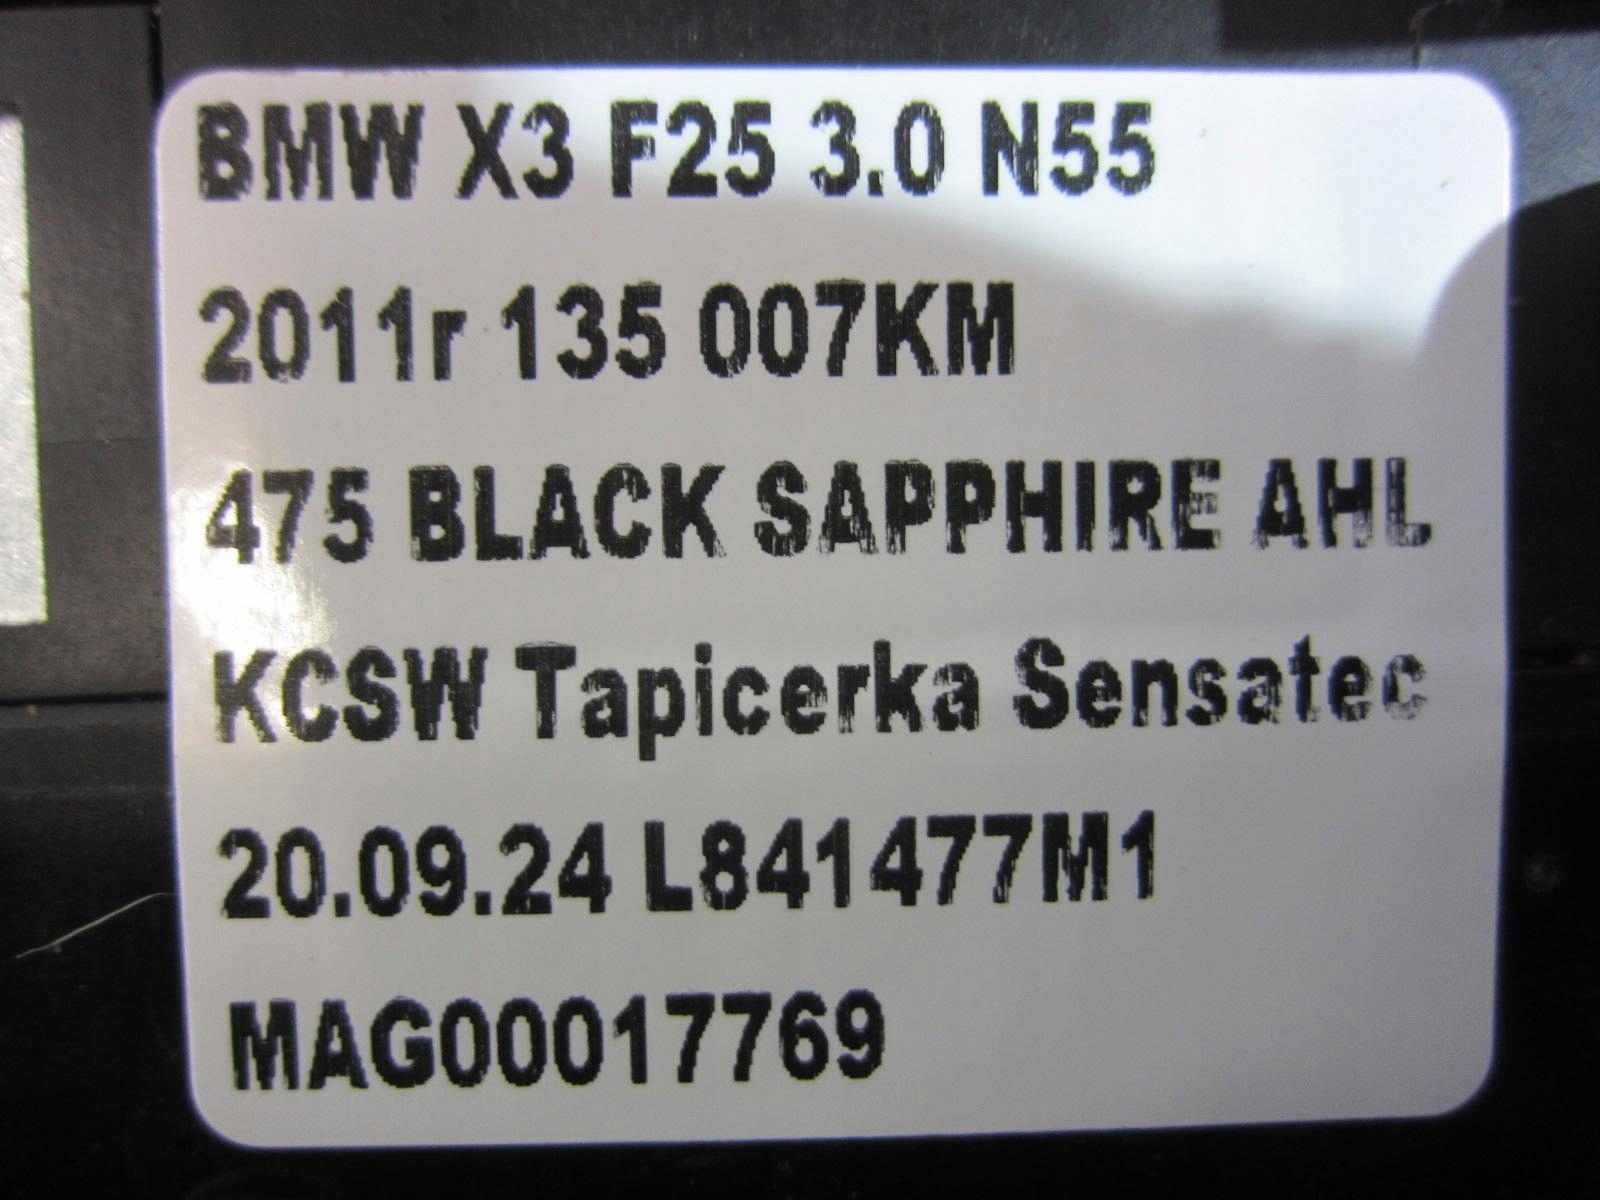 BMW X3 F25 3.0 N55
2011r 135 007KM
475 BLACK SAPPHIRE AHL
KCSW Tapicerka Sensatec
20.09.24 L841477M1
MAG00017769